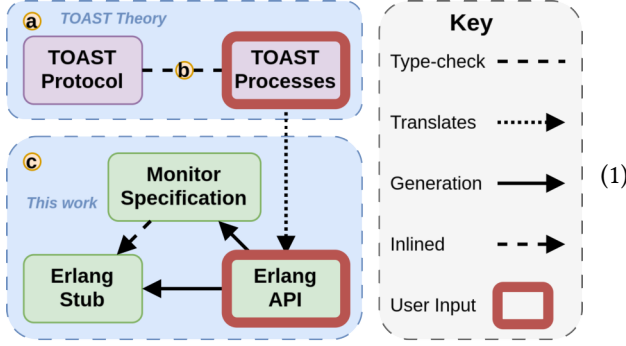 a TOAST Theory
TOAST
Protocol
b
TOAST
Processes
c
This work
Monitor
Specification
Erlang
Stub
Erlang
API
Key
Type-check
Translates
Generation
Inlined
User Input
(1)